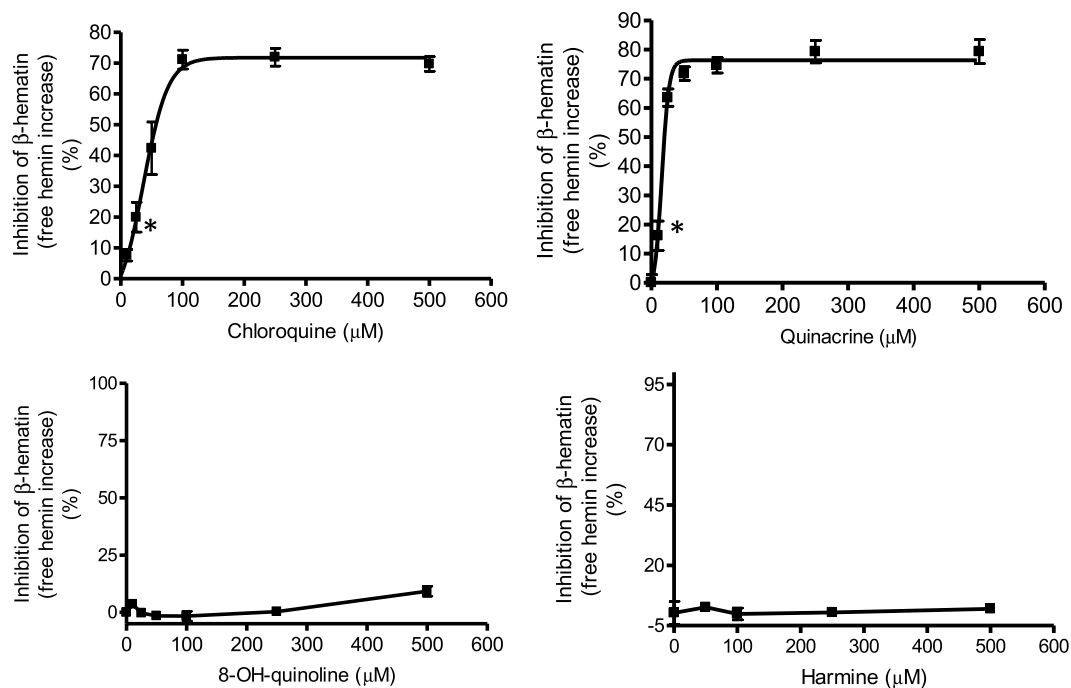 Inhibition of β-hematin
(free hemin increase)
(%)
80
70
60
50
40
30
20
10
0
*
0 100 200 300 400 500 600
Chloroquine (μM)
Inhibition of β-hematin
(free hemin increase)
(%)
90
80
70
60
50
40
30
20
10
0
*
0 100 200 300 400 500 600
Quinacrine (μM)
Inhibition of β-hematin
(free hemin increase)
(%)
100
75
50
25
0
0 100 200 300 400 500 600
8-OH-quinoline (μM)
Inhibition of β-hematin
(free hemin increase)
(%)
95
70
45
20
-5
0 100 200 300 400 500 600
Harmine (μM)